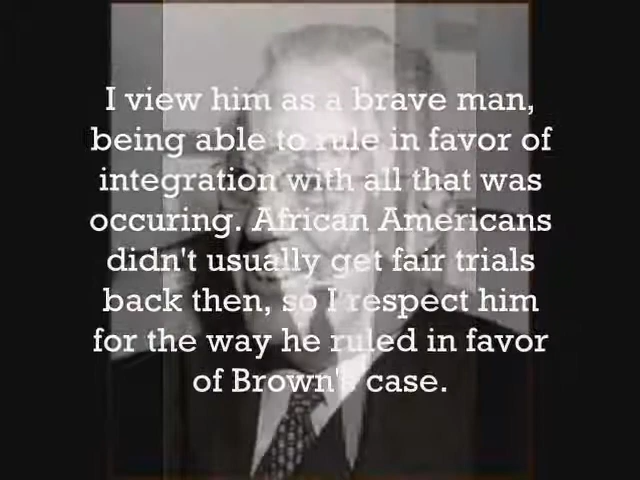 I view him as a brave man,
being able to rule in favor of
integration with all that was
occuring. African Americans
didn't usually get fair trials
back then, so I respect him
for the way he ruled in favor
of Brown's case.